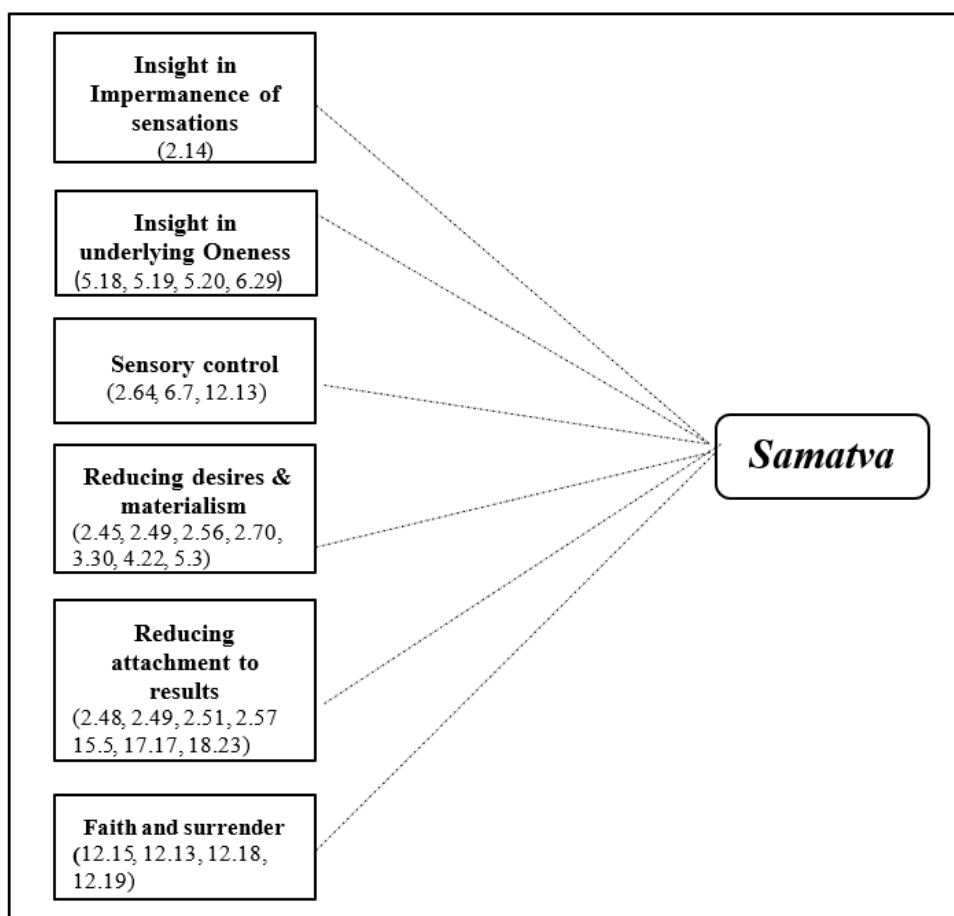 Insight in
Impermanence of
sensations
(2.14)
Insight in
underlying Oneness
(5.18, 5.19, 5.20, 6.29)
Sensory control
(2.64, 6.7, 12.13)
Reducing desires &
materialism
(2.45, 2.49, 2.56, 2.70,
3.30, 4.22, 5.3)
Reducing
attachment to
results
(2.48, 2.49, 2.51, 2.57
15.5, 17.17, 18.23)
Faith and surrender
(12.15, 12.13, 12.18,
12.19)
Samatva